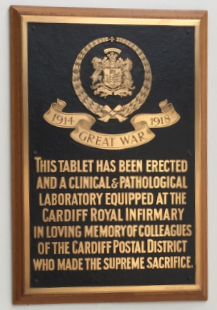 1914 1918
GREAT WAR
THIS TABLET HAS BEEN ERECTED
AND A CLINICAL & PATHOLOGICAL
LABORATORY EQUIPPED AT THE
CARDIFF ROYAL INFIRMARY
IN LOVING MEMORY OF COLLEAGUES
OF THE CARDIFF POSTAL DISTRICT
WHO MADE THE SUPREME SACRIFICE.